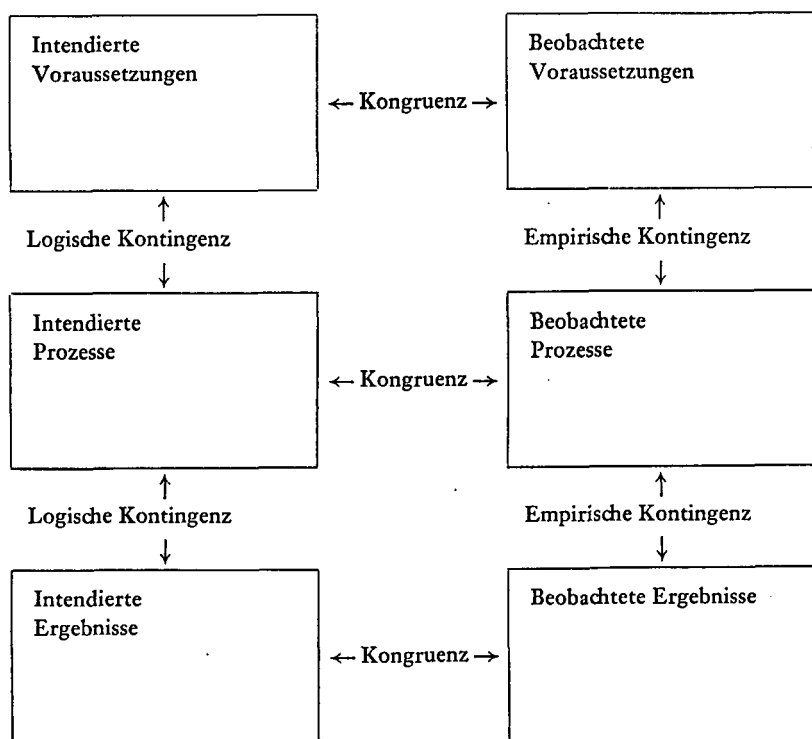 Intendierte
Voraussetzungen
Beobachtete
Voraussetzungen
← Kongruenz →
Logische Kontingenz
Empirische Kontingenz
Intendierte
Prozesse
Beobachtete
Prozesse
← Kongruenz →
Logische Kontingenz
Empirische Kontingenz
Intendierte
Ergebnisse
Beobachtete Ergebnisse
← Kongruenz →